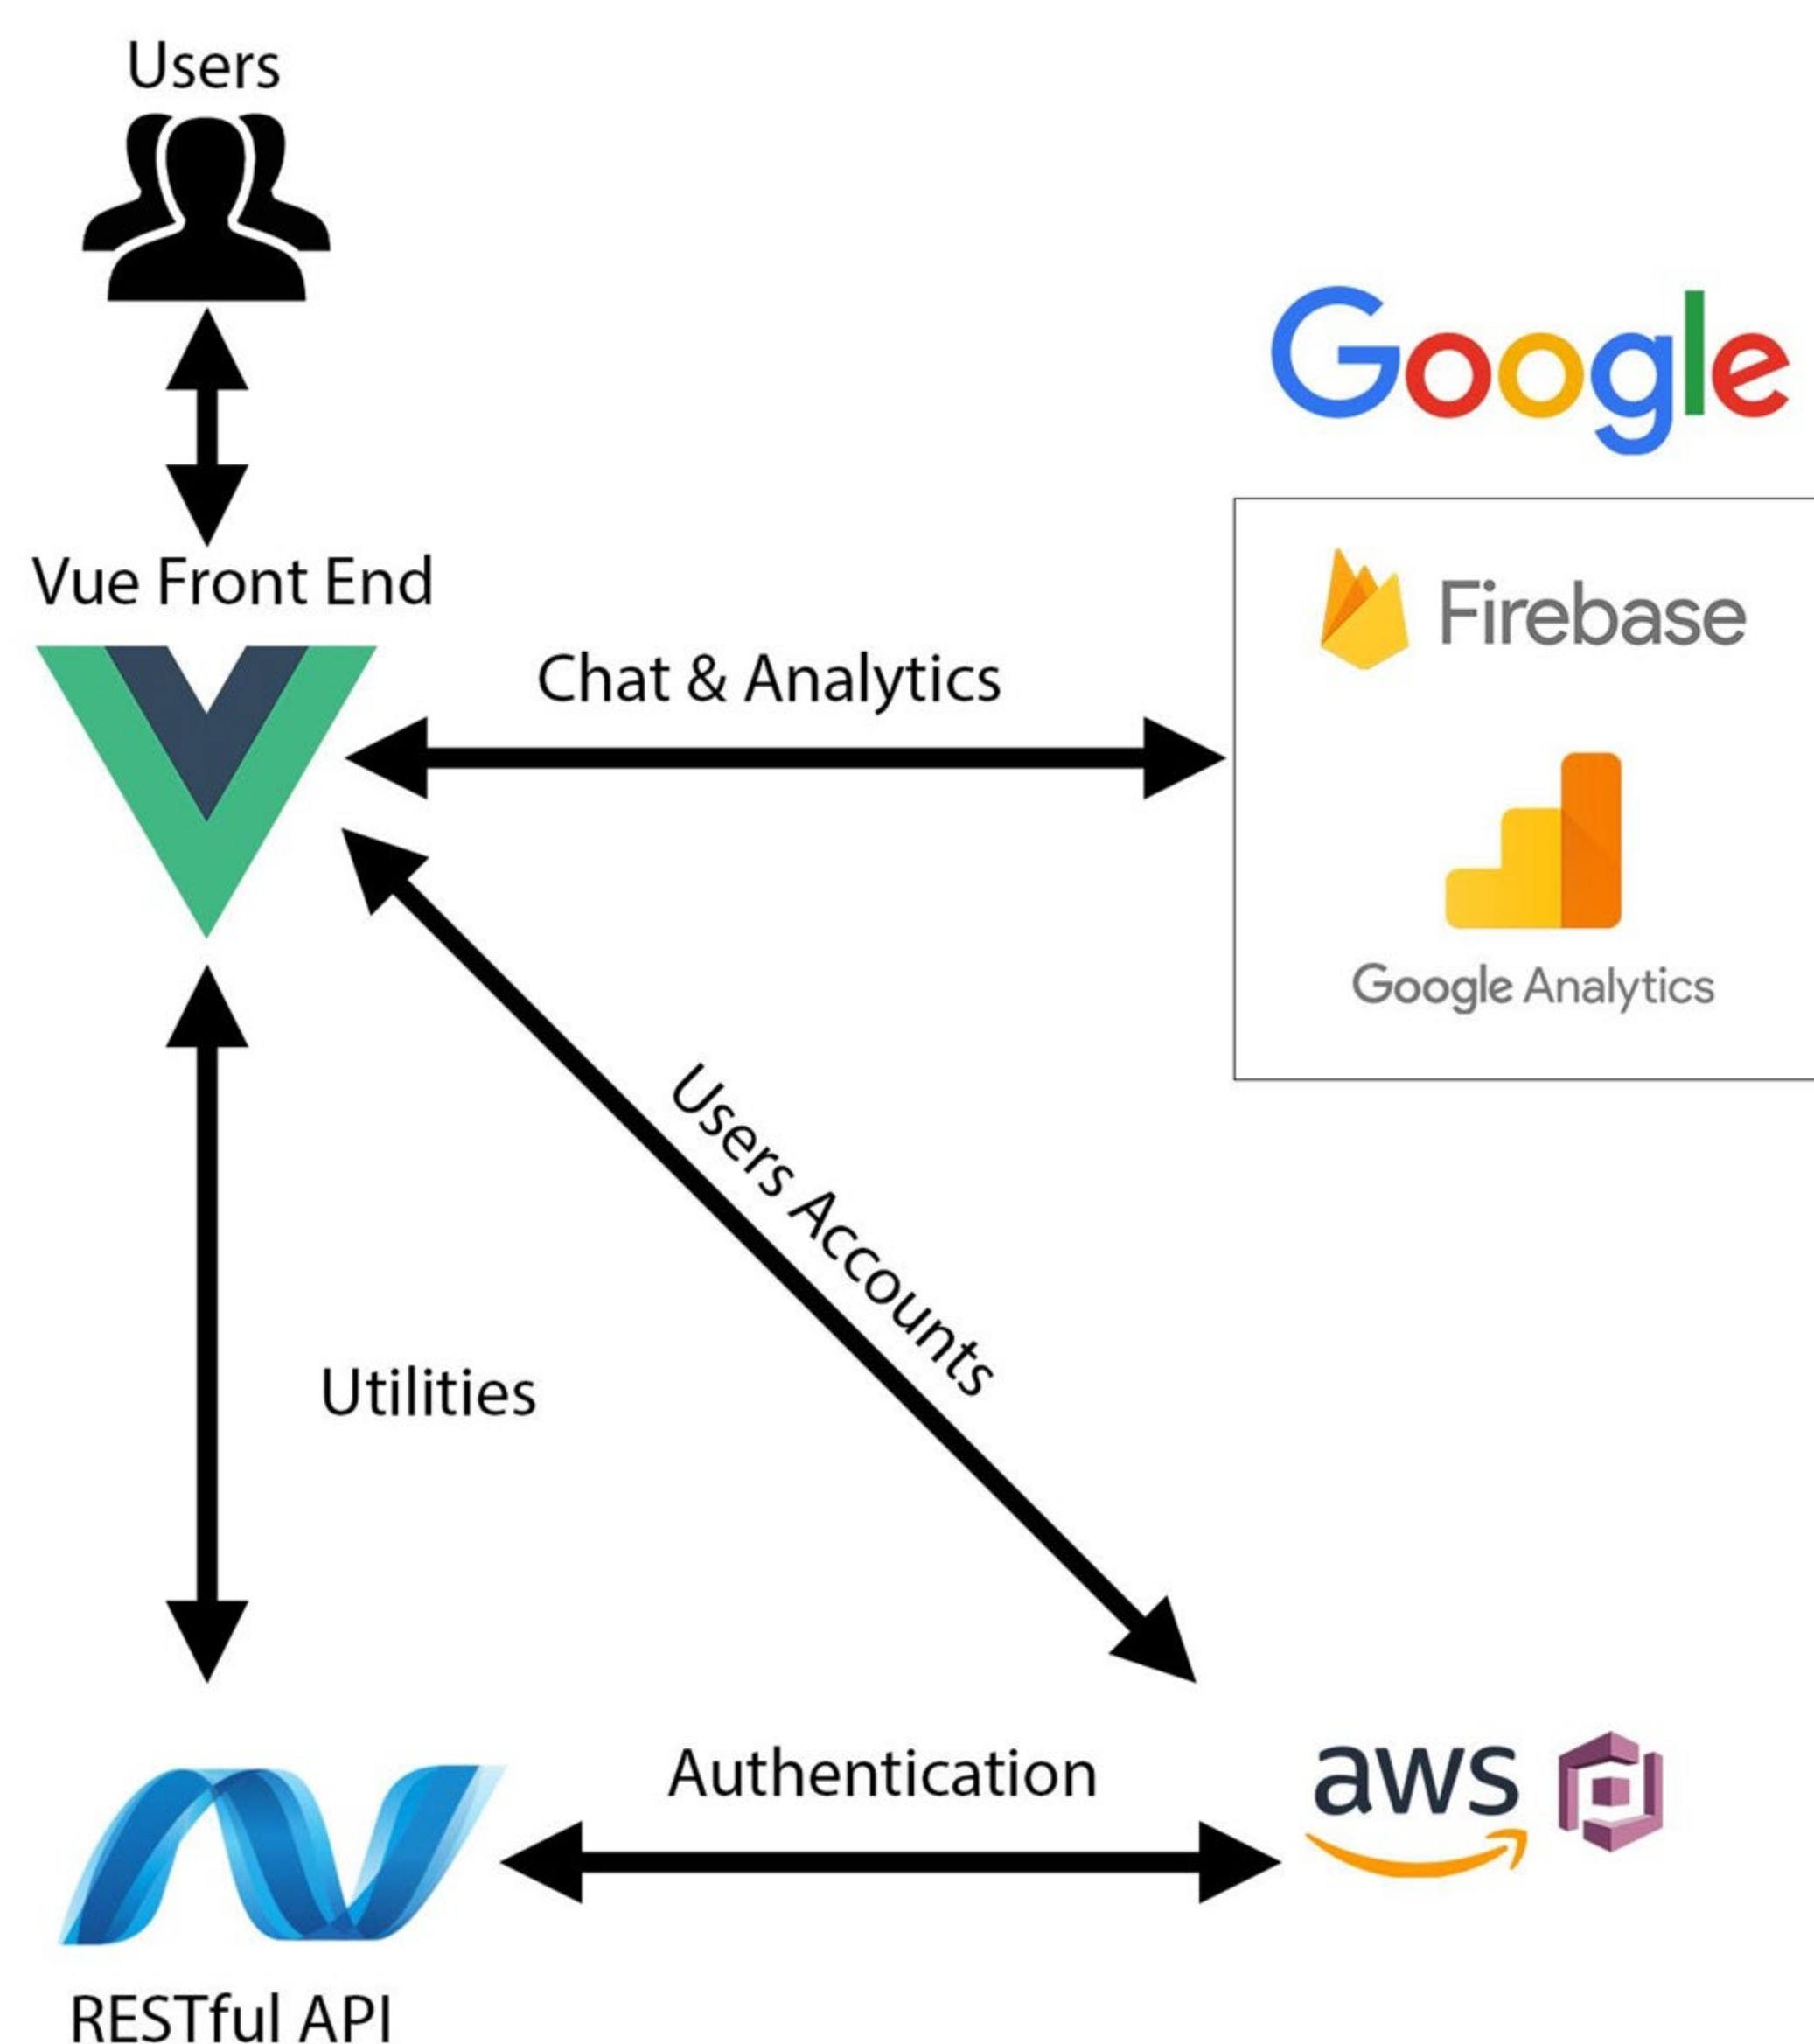 Users
Google
Vue Front End
Firebase
Chat & Analytics
Google Analytics
Users Accounts
Utilities
Authentication
aws
RESTful API